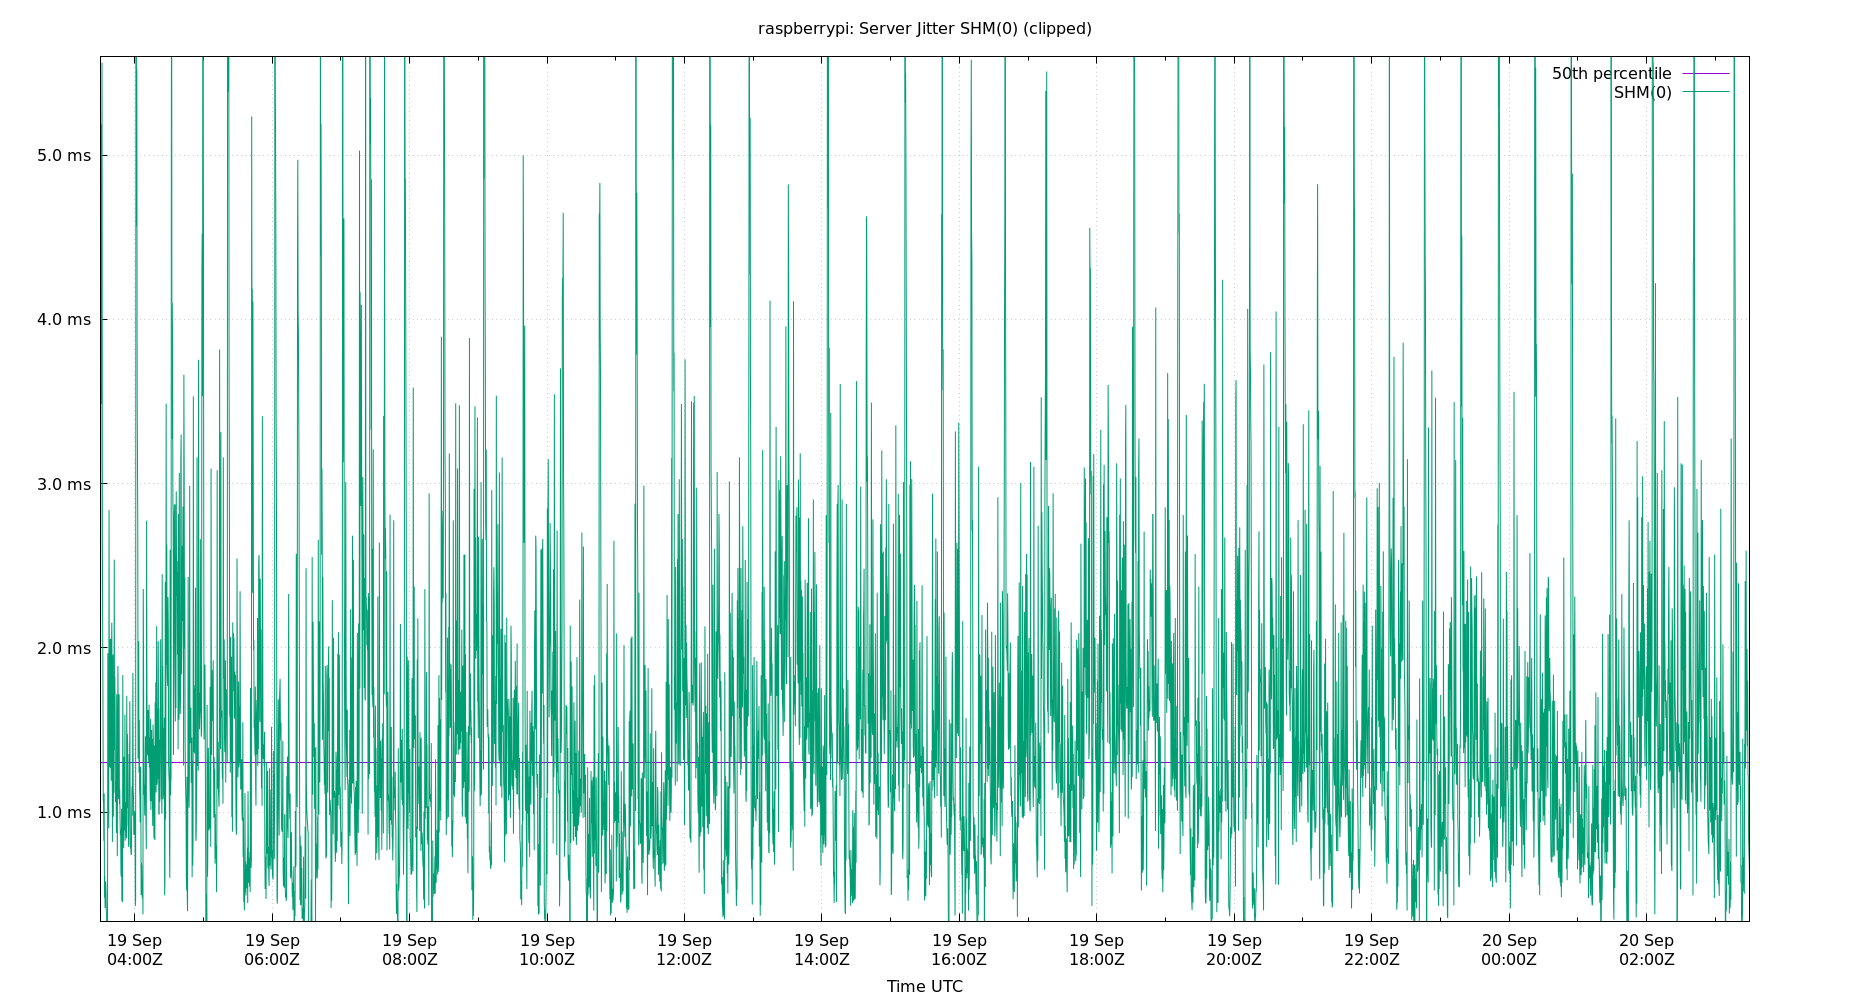 raspberrypi: Server Jitter SHM(0) (clipped)
50th percentile
SHM(0)
5.0 ms
4.0 ms
3.0 ms
2.0 ms
1.0 ms
19 Sep 19 Sep 19 Sep 19 Sep 19 Sep 19 Sep 19 Sep 19 Sep 19 Sep 19 Sep 20 Sep 20 Sep
04:00Z 06:00Z 08:00Z 10:00Z 12:00Z 14:00Z 16:00Z 18:00Z 20:00Z 22:00Z 00:00Z 02:00Z
Time UTC